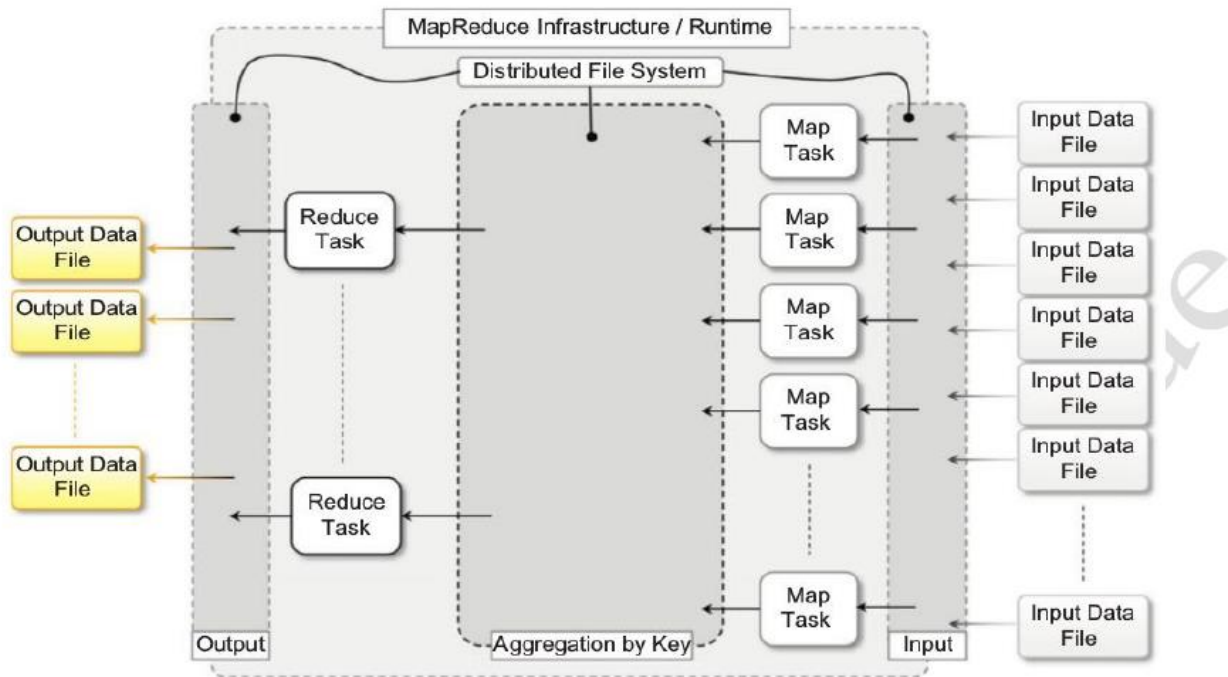 MapReduce Infrastructure / Runtime
Distributed File System
Map
Task
Input Data
File
Input Data
File
Reduce
Task
Map
Task
Output Data
File
Input Data
File
Output Data
File
Map
Task
Input Data
File
Map
Task
Input Data
File
Output Data
File
Input Data
File
Reduce
Task
Map
Task
Input Data
File
Output
Aggregation by Key
Input